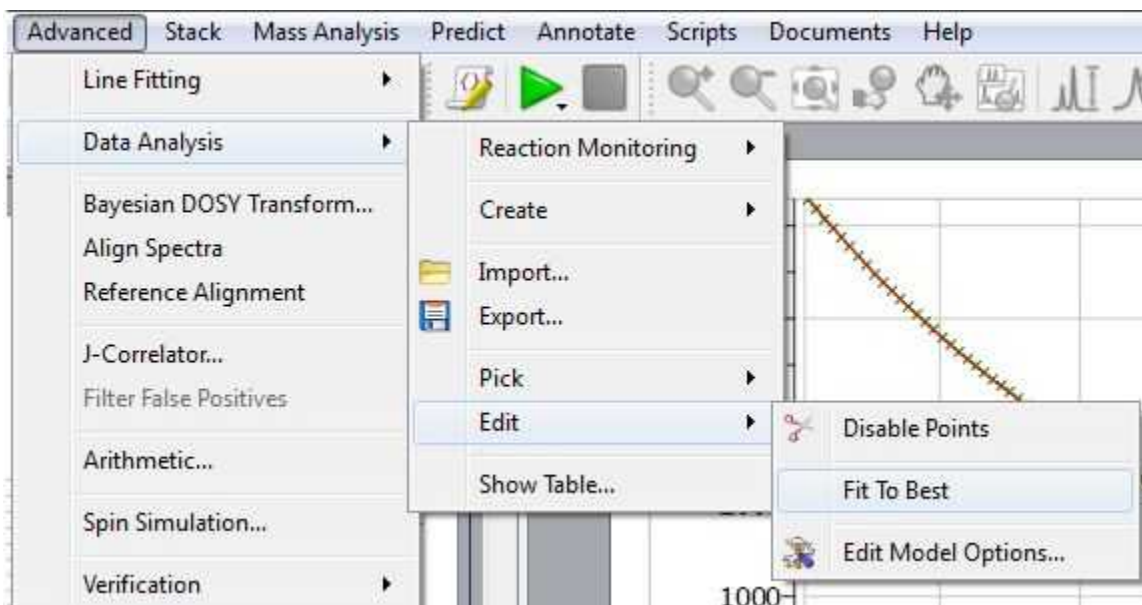 Advanced Stack Mass Analysis Predict Annotate Scripts Documents Help
Line Fitting
Data Analysis
Bayesian DOSY Transform...
Align Spectra
Reference Alignment
J-Correlator...
Filter False Positives
Arithmetic...
Spin Simulation...
Verification
Reaction Monitoring
Create
Import...
Export...
Pick
Edit
Show Table...
Disable Points
Fit To Best
Edit Model Options...
1000